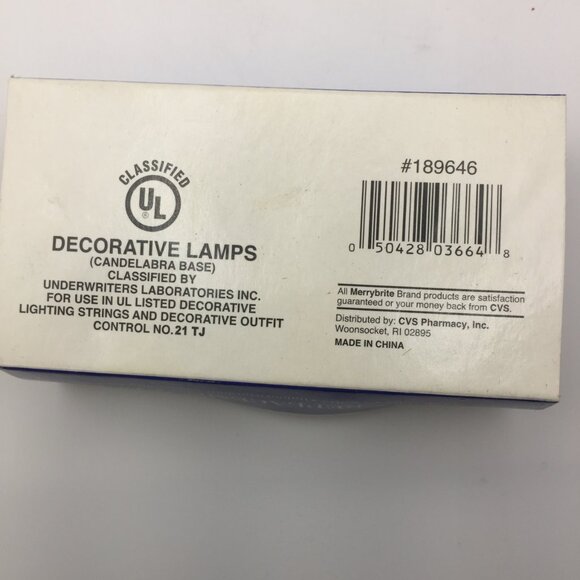 CLASSIFIED
UL
®
DECORATIVE LAMPS
(CANDELABRA BASE)
CLASSIFIED BY
UNDERWRITERS LABORATORIES INC.
FOR USE IN UL LISTED DECORATIVE
LIGHTING STRINGS AND DECORATIVE OUTFIT
CONTROL NO. 21 TJ
#189646
0 50428 03664 8
All Merrybrite Brand products are satisfaction
guaranteed or your money back from CVS.
Distributed by: CVS Pharmacy, Inc.
Woonsocket, RI 02895
MADE IN CHINA